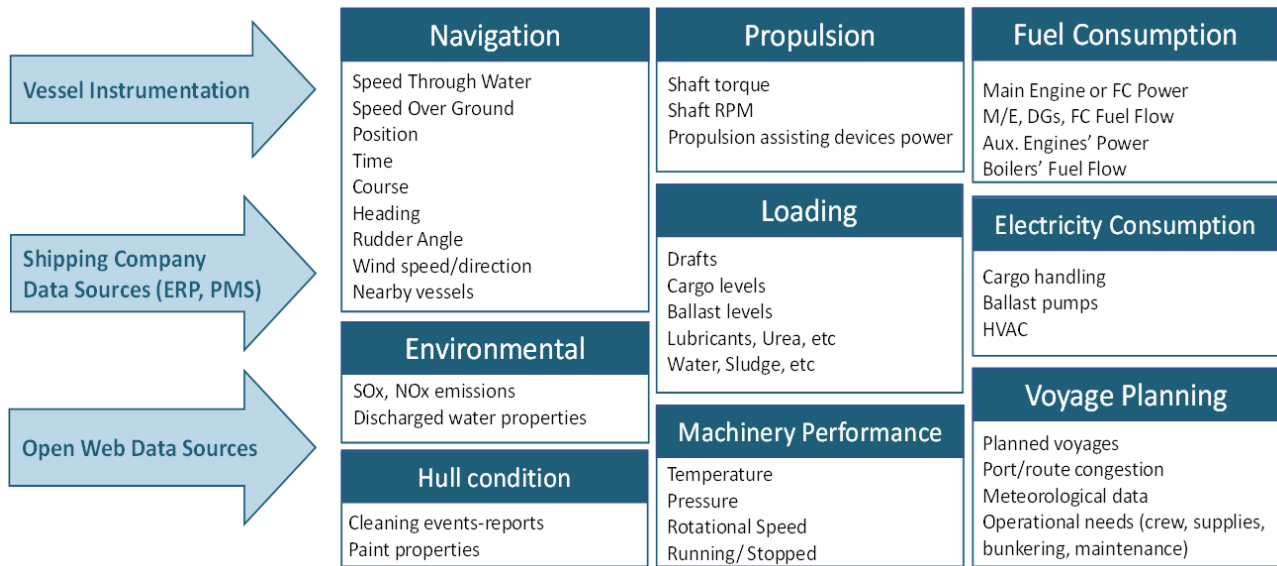 Vessel Instrumentation
Shipping Company
Data Sources (ERP, PMS)
Open Web Data Sources
Navigation
Speed Through Water
Speed Over Ground
Position
Time
Course
Heading
Rudder Angle
Wind speed/direction
Nearby vessels
Environmental
SOx, NOx emissions
Discharged water properties
Hull condition
Cleaning events-reports
Paint properties
Propulsion
Shaft torque
Shaft RPM
Propulsion assisting devices power
Loading
Drafts
Cargo levels
Ballast levels
Lubricants, Urea, etc
Water, Sludge, etc
Machinery Performance
Temperature
Pressure
Rotational Speed
Running/ Stopped
Fuel Consumption
Main Engine or FC Power
M/E, DGs, FC Fuel Flow
Aux. Engines’ Power
Boilers’ Fuel Flow
Electricity Consumption
Cargo handling
Ballast pumps
HVAC
Voyage Planning
Planned voyages
Port/route congestion
Meteorological data
Operational needs (crew, supplies,
bunkering, maintenance)